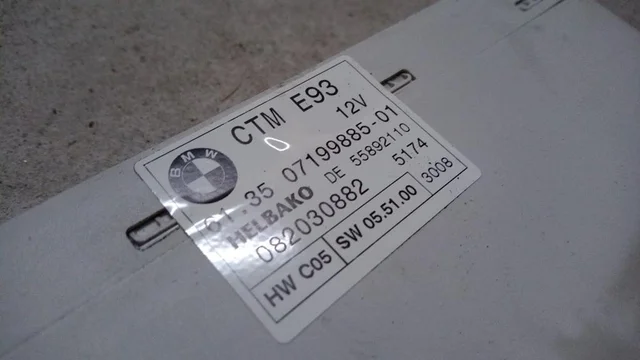 CTM E93
12V
BMW
61.35 07199885-01
HELBAKO DE 55892110
082030882 5174
HW C05 SW 05.51.00 3008